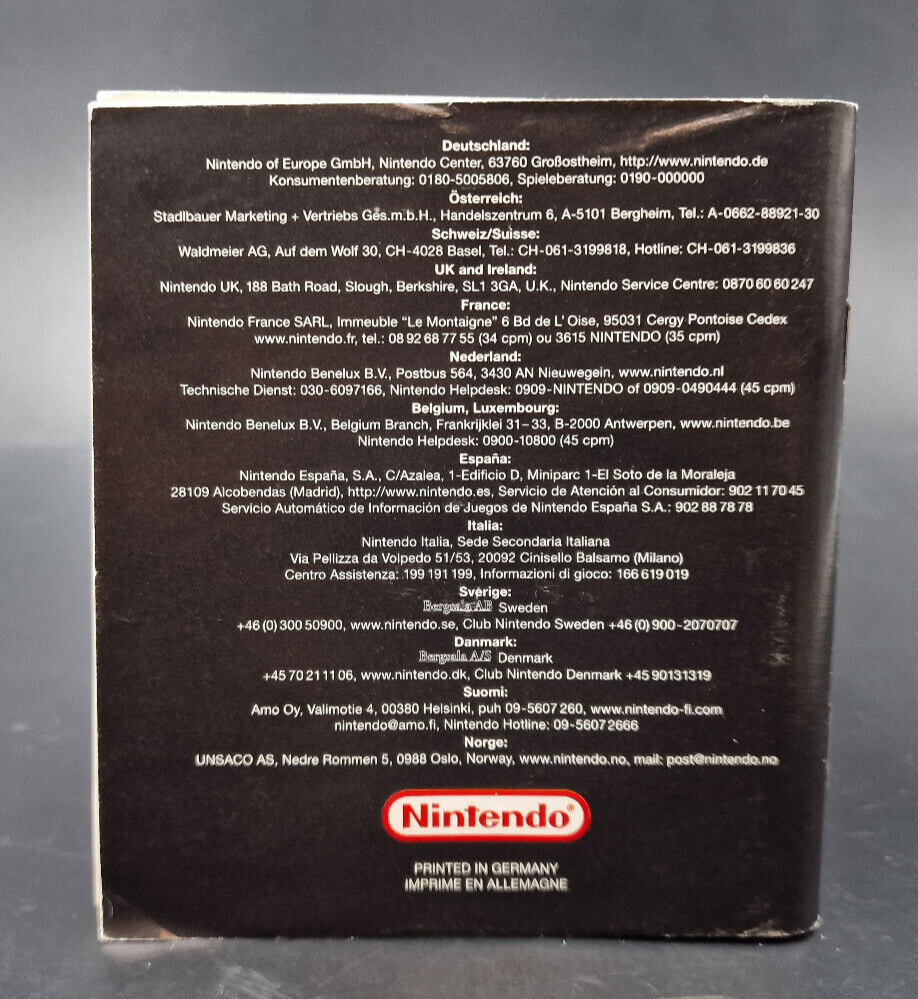 Deutschland:
Nintendo of Europe GmbH, Nintendo Center, 63760 Großostheim, http://www.nintendo.de
Konsumentenberatung: 0180-5005806, Spieleberatung: 0190-000000
Österreich:
Stadlbauer Marketing + Vertriebs Ges.m.b.H., Handelszentrum 6, A-5101 Bergheim, Tel.: A-0662-88921-30
Schweiz/Suisse:
Waldmeier AG, Auf dem Wolf 30, CH-4028 Basel, Tel.: CH-061-3199818, Hotline: CH-061-3199836
UK and Ireland:
Nintendo UK, 188 Bath Road, Slough, Berkshire, SL1 3GA, U.K., Nintendo Service Centre: 0870 60 60 247
France:
Nintendo France SARL, Immeuble "Le Montaigne" 6 Bd de L' Oise, 95031 Cergy Pontoise Cedex
www.nintendo.fr, tel.: 08 92 68 77 55 (34 cpm) ou 3615 NINTENDO (35 cpm)
Nederland:
Nintendo Benelux B.V., Postbus 564, 3430 AN Nieuwegein, www.nintendo.nl
Technische Dienst: 030-6097166, Nintendo Helpdesk: 0909-NINTENDO of 0909-0490444 (45 cpm)
Belgium, Luxembourg:
Nintendo Benelux B.V., Belgium Branch, Frankrijklei 31–33, B-2000 Antwerpen, www.nintendo.be
Nintendo Helpdesk: 0900-10800 (45 cpm)
España:
Nintendo España, S.A., C/Azalea, 1-Edificio D, Miniparc 1-El Soto de la Moraleja
28109 Alcobendas (Madrid), http://www.nintendo.es, Servicio de Atención al Consumidor: 902 11 70 45
Servicio Automático de Información de Juegos de Nintendo España S.A.: 902 88 78 78
Italia:
Nintendo Italia, Sede Secondaria Italiana
Via Pellizza da Volpedo 51/53, 20092 Cinisello Balsamo (Milano)
Centro Assistenza: 199 191 199, Informazioni di gioco: 166 619 019
Sverige:
Bergsala AB Sweden
+46 (0) 300 50900, www.nintendo.se, Club Nintendo Sweden +46 (0) 900-2070707
Danmark:
Bergsala A/S Denmark
+45 70 21 11 06, www.nintendo.dk, Club Nintendo Denmark +45 90131319
Suomi:
Amo Oy, Valimotie 4, 00380 Helsinki, puh 09-5607 260, www.nintendo-fi.com
nintendo@amo.fi, Nintendo Hotline: 09-5607 2666
Norge:
UNSACO AS, Nedre Rommen 5, 0988 Oslo, Norway, www.nintendo.no, mail: post@nintendo.no
Nintendo®
PRINTED IN GERMANY
IMPRIME EN ALLEMAGNE